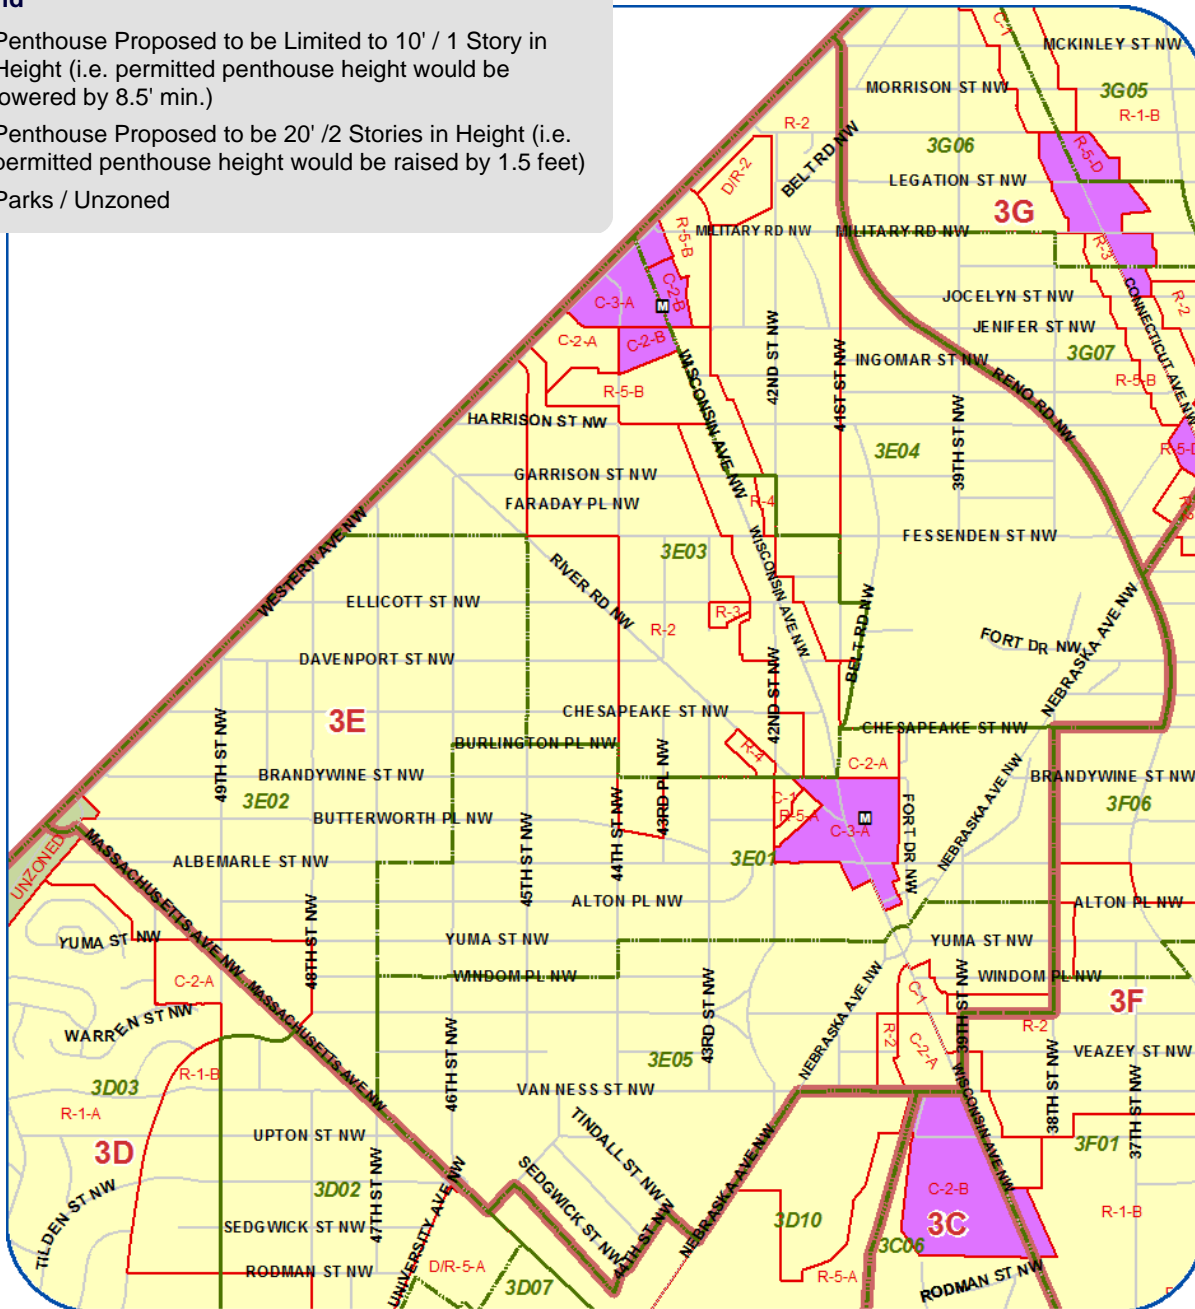 nd
Penthouse Proposed to be Limited to 10' / 1 Story in
Height (i.e. permitted penthouse height would be
lowered by 8.5' min.)
Penthouse Proposed to be 20' /2 Stories in Height (i.e.
permitted penthouse height would be raised by 1.5 feet)
Parks / Unzoned
C-1
MCKINLEY ST NW
MORRISON ST NW
3G05
R-1-B
R-2
BELT RD NW
3G06
R-5-D
D/R-2
LEGATION ST NW
3G
R-5-B
MILITARY RD NW
MILITARY RD NW
R-3
C-2-B
C-3-A
M
JOCELYN ST NW
CONNECTICUT AVE NW
R-2
JENIFER ST NW
C-2-A
C-2-B
WISCONSIN AVE NW
42ND ST NW
41ST ST NW
INGOMAR ST NW
3G07
RENO RD NW
R-5-B
R-5-B
HARRISON ST NW
39TH ST NW
3E04
R-5-D
GARRISON ST NW
FARADAY PL NW
R-4
WESTERN AVE NW
WISCONSIN AVE NW
FESSENDEN ST NW
3E03
RIVER RD NW
ELLICOTT ST NW
R-3
BELT RD NW
R-2
FORT DR NW
NEBRASKA AVE NW
DAVENPORT ST NW
42ND ST NW
3E
CHESAPEAKE ST NW
CHESAPEAKE ST NW
49TH ST NW
BURLINGTON PL NW
43RD PL NW
R-4
C-2-A
BRANDYWINE ST NW
BRANDYWINE ST NW
3E02
C-1
NEBRASKA AVE NW
3F06
BUTTERWORTH PL NW
44TH ST NW
R-5-A
C-3-A
M
FORT DR NW
UNZONED
MASSACHUSETTS AVE NW
ALBEMARLE ST NW
45TH ST NW
3E01
ALTON PL NW
ALTON PL NW
48TH ST NW
YUMA ST NW
YUMA ST NW
YUMA ST NW
C-2-A
WINDOM PL NW
WINDOM PL NW
MASSACHUSETTS AVE NW
43RD ST NW
NEBRASKA AVE NW
C-1
39TH ST NW
3F
WARREN ST NW
R-2
C-2-A
R-2
3E05
VEAZEY ST NW
3D03
R-1-B
46TH ST NW
VAN NESS ST NW
WISCONSIN AVE NW
38TH ST NW
37TH ST NW
R-1-A
UPTON ST NW
TINDALL ST NW
3F01
3D
47TH ST NW
UNIVERSITY AVE NW
SEDGWICK ST NW
NEBRASKA AVE NW
3D02
C-2-B
TILDEN ST NW
SEDGWICK ST NW
44TH ST NW
3D10
3C
R-1-B
3C06
RODMAN ST NW
D/R-5-A
3D07
R-5-A
RODMAN ST NW